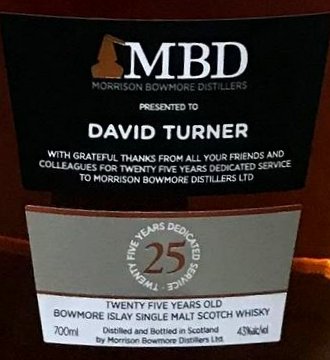 MBD
MORRISON BOWMORE DISTILLERS
PRESENTED TO
DAVID TURNER
WITH GRATEFUL THANKS FROM ALL YOUR FRIENDS AND
COLLEAGUES FOR TWENTY FIVE YEARS DEDICATED SERVICE
TO MORRISON BOWMORE DISTILLERS LTD
TWENTY FIVE YEARS DEDICATED SERVICE ·
25
TWENTY FIVE YEARS OLD
BOWMORE ISLAY SINGLE MALT SCOTCH WHISKY
700ml
Distilled and Bottled in Scotland
by Morrison Bowmore Distillers Ltd.
43%alc/vol